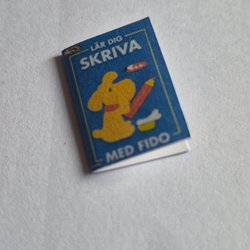 LÄR DIG
SKRIVA
MED FIDO